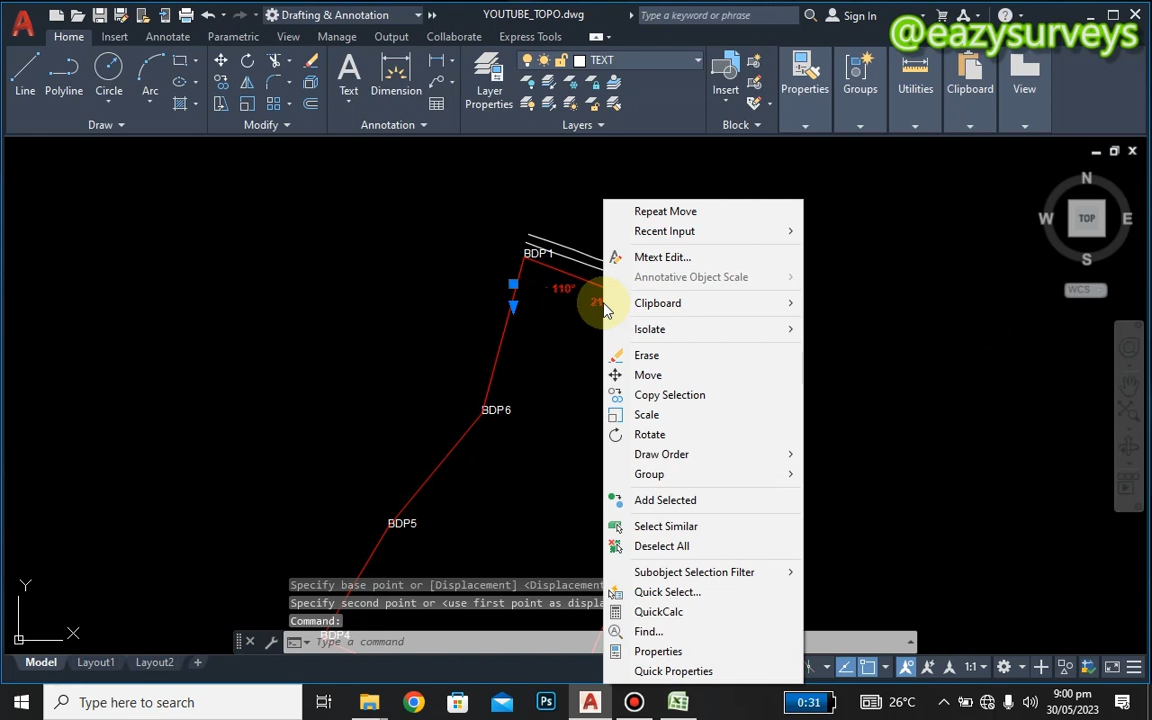 Drafting & Annotation
YOUTUBE_TOPO.dwg
Type a keyword or phrase
Sign In
@eazysurveys
Home
Insert
Annotate
Parametric
View
Manage
Output
Collaborate
Express Tools
TEXT
Line
Polyline
Circle
Arc
Text
Dimension
Layer
Properties
Insert
Properties
Groups
Utilities
Clipboard
View
Draw
Modify
Annotation
Layers
Block
N
W
TOP
E
S
WCS
BDP1
110°
21
BDP6
BDP5
BDP4
Repeat Move
Recent Input
Mtext Edit...
Annotative Object Scale
Clipboard
Isolate
Erase
Move
Copy Selection
Scale
Rotate
Draw Order
Group
Add Selected
Select Similar
Deselect All
Subobject Selection Filter
Quick Select...
QuickCalc
Find...
Properties
Quick Properties
Y
X
Specify base point or [Displacement] <Displacement
Specify second point or <use first point as displa
Command:
Type a command
Model
Layout1
Layout2
1:1
Type here to search
Ps
A
0:31
26°C
9:00 pm
30/05/2023